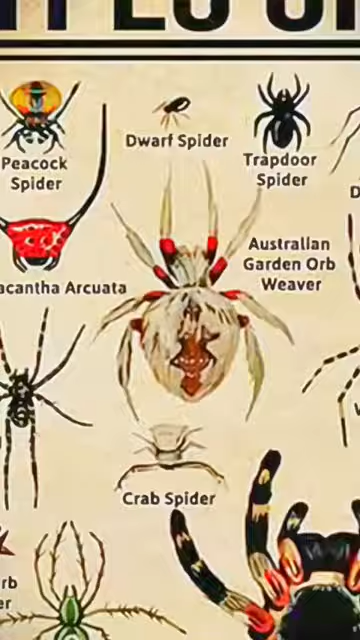 Dwarf Spider
Peacock
Spider
Trapdoor
Spider
Australian
Garden Orb
Weaver
acantha Arcuata
Crab Spider